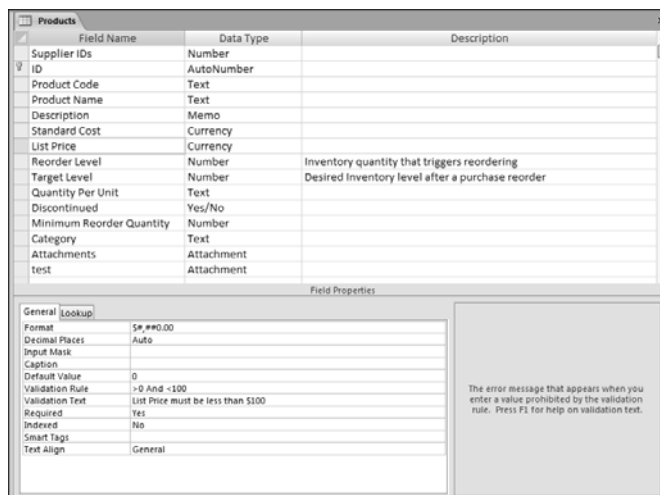 Products
Field Name Data Type Description
Supplier IDs Number
ID AutoNumber
Product Code Text
Product Name Text
Description Memo
Standard Cost Currency
List Price Currency
Reorder Level Number Inventory quantity that triggers reordering
Target Level Number Desired Inventory level after a purchase reorder
Quantity Per Unit Text
Discontinued Yes/No
Minimum Reorder Quantity Number
Category Text
Attachments Attachment
test Attachment
Field Properties
General Lookup
Format $#,##0.00
Decimal Places Auto
Input Mask
Caption
Default Value 0
Validation Rule >0 And <100
Validation Text List Price must be less than $100
Required Yes
Indexed No
Smart Tags
Text Align General
The error message that appears when you
enter a value prohibited by the validation
rule. Press F1 for help on validation text.